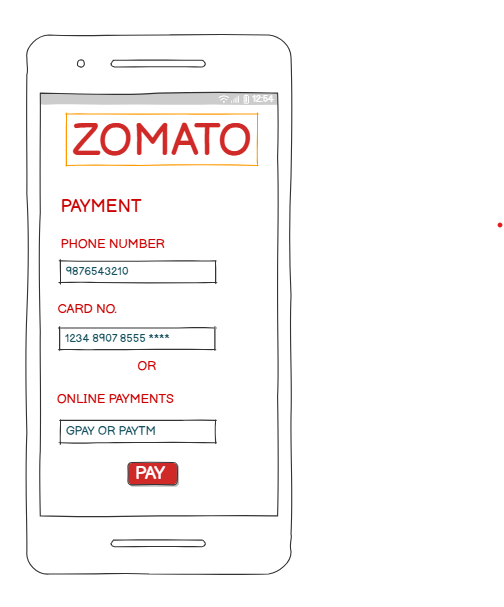 12:54
ZOMATO
PAYMENT
PHONE NUMBER
9876543210
CARD NO.
1234 8907 8555 ****
OR
ONLINE PAYMENTS
GPAY OR PAYTM
PAY